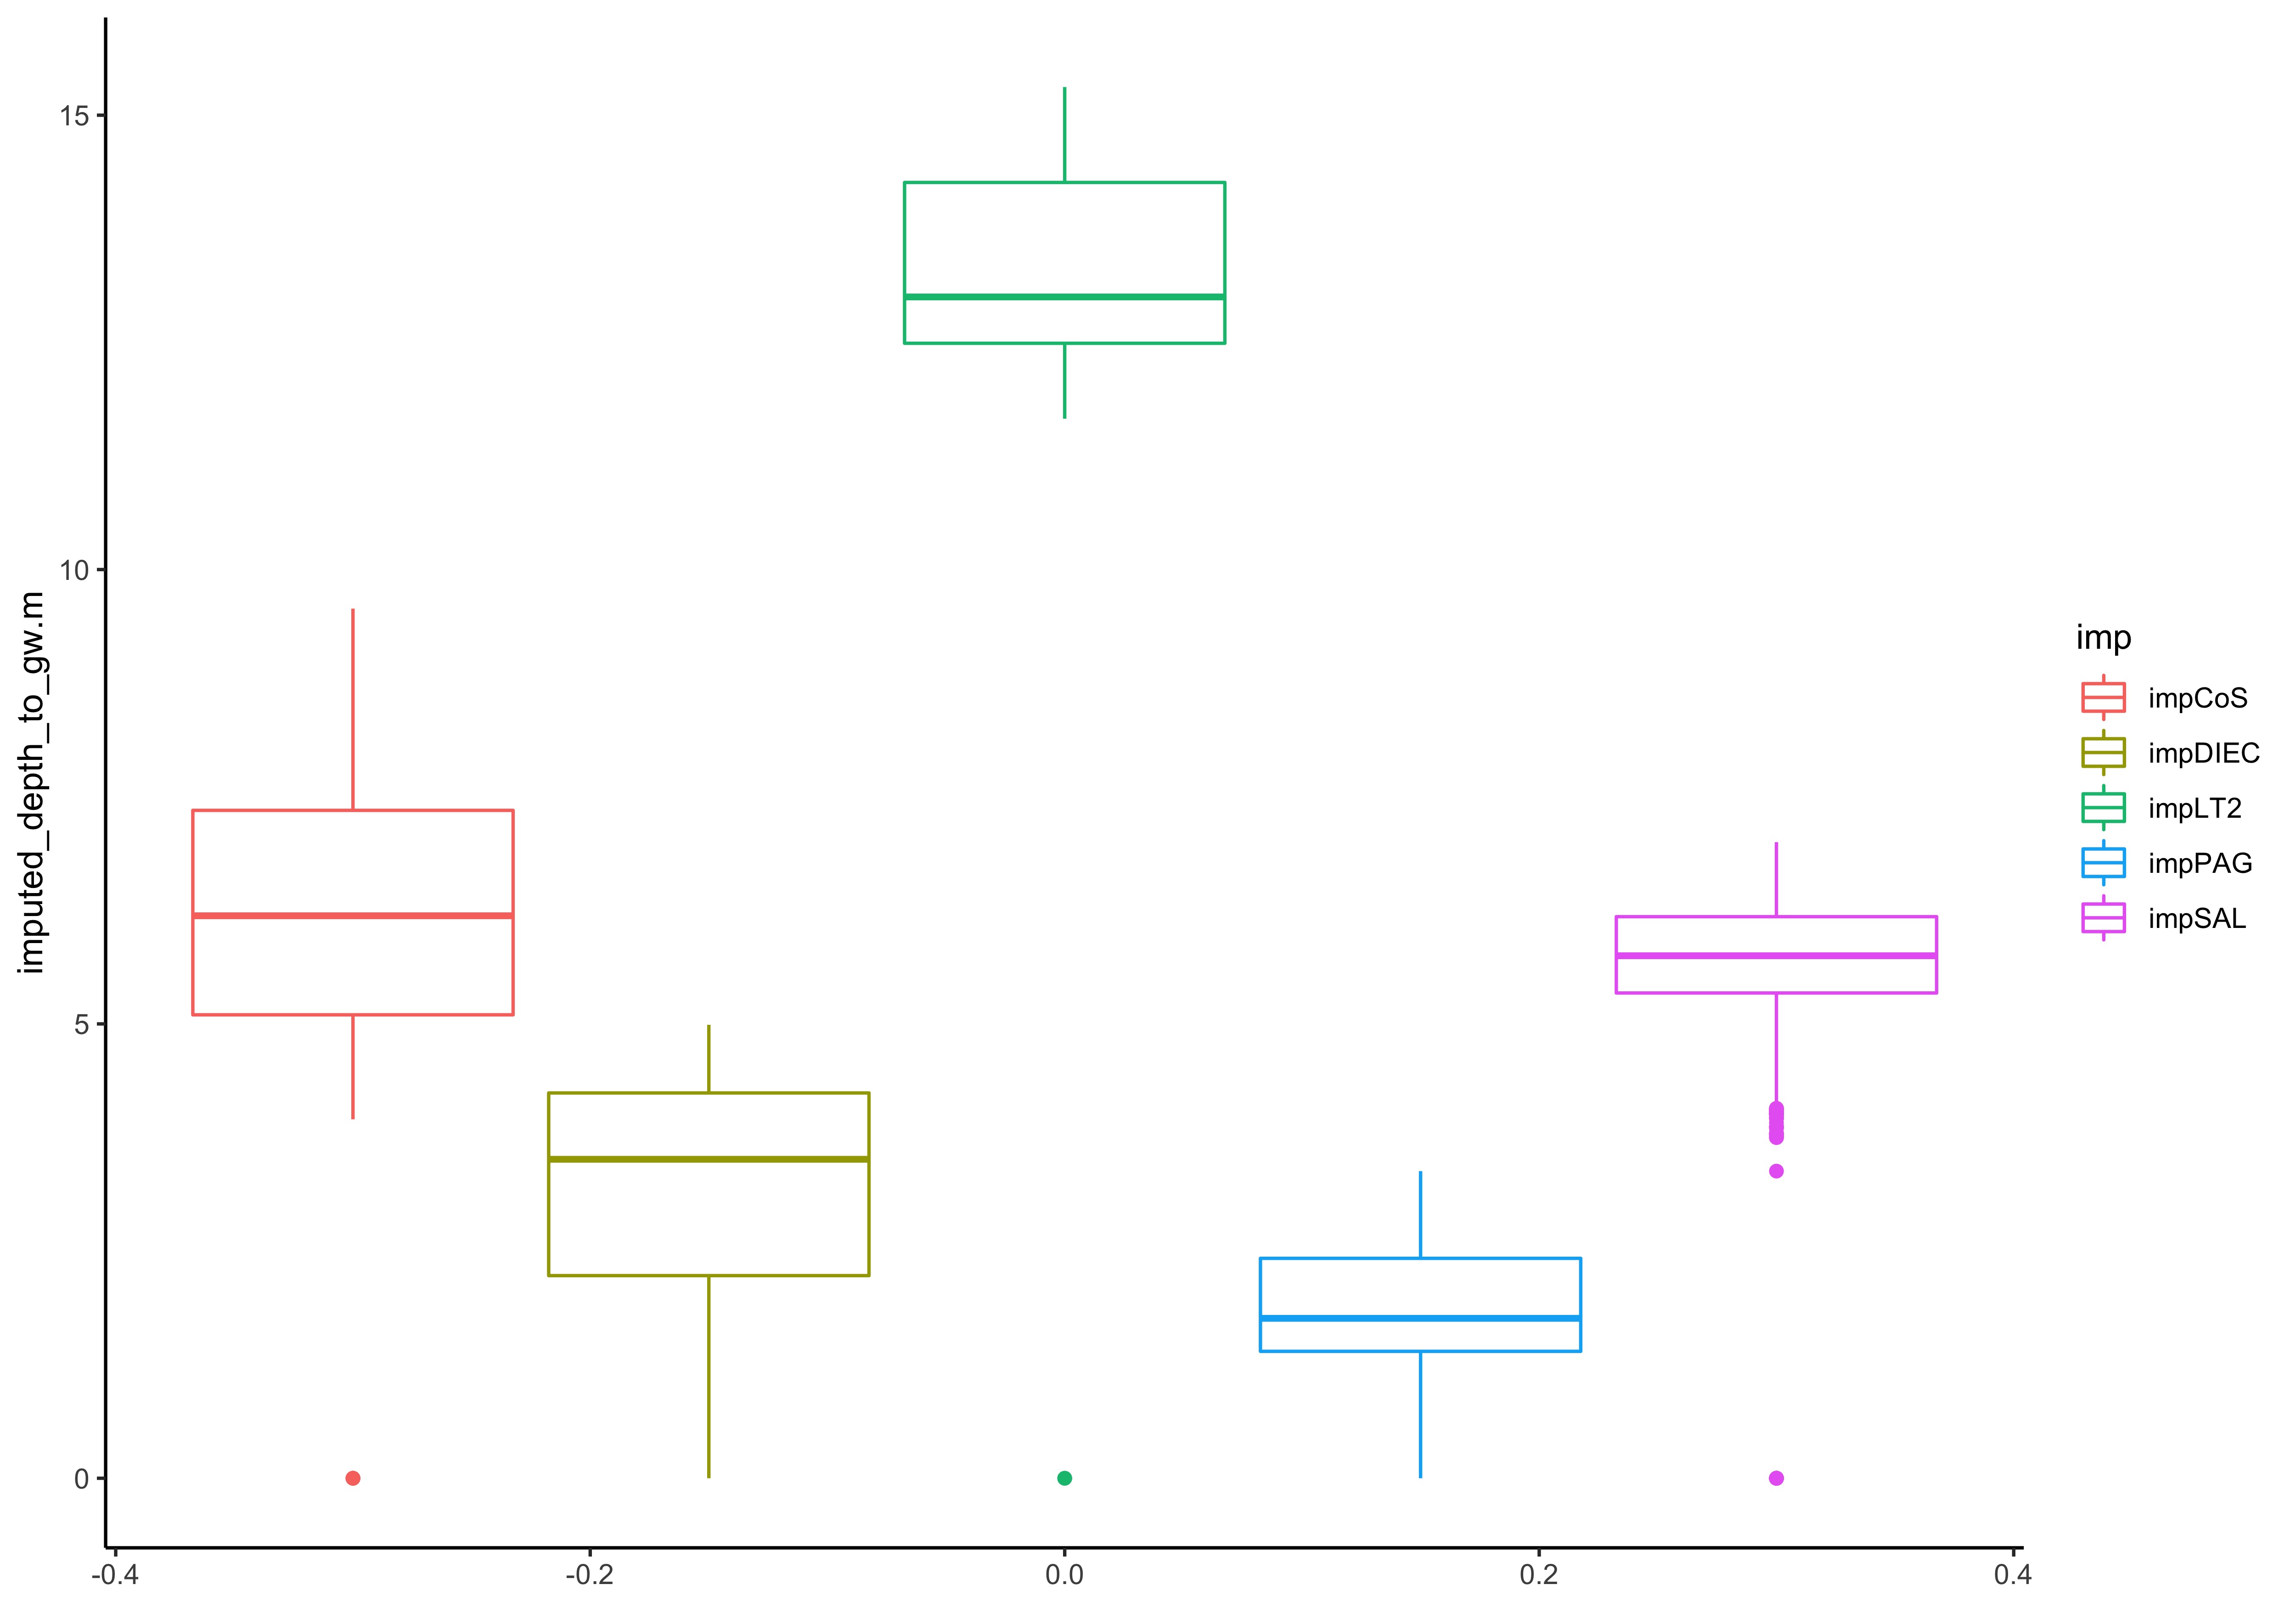 imputed_depth_to_gw.m
15
10
5
0
-0.4
-0.2
0.0
0.2
0.4
imp
impCoS
impDIEC
impLT2
impPAG
impSAL